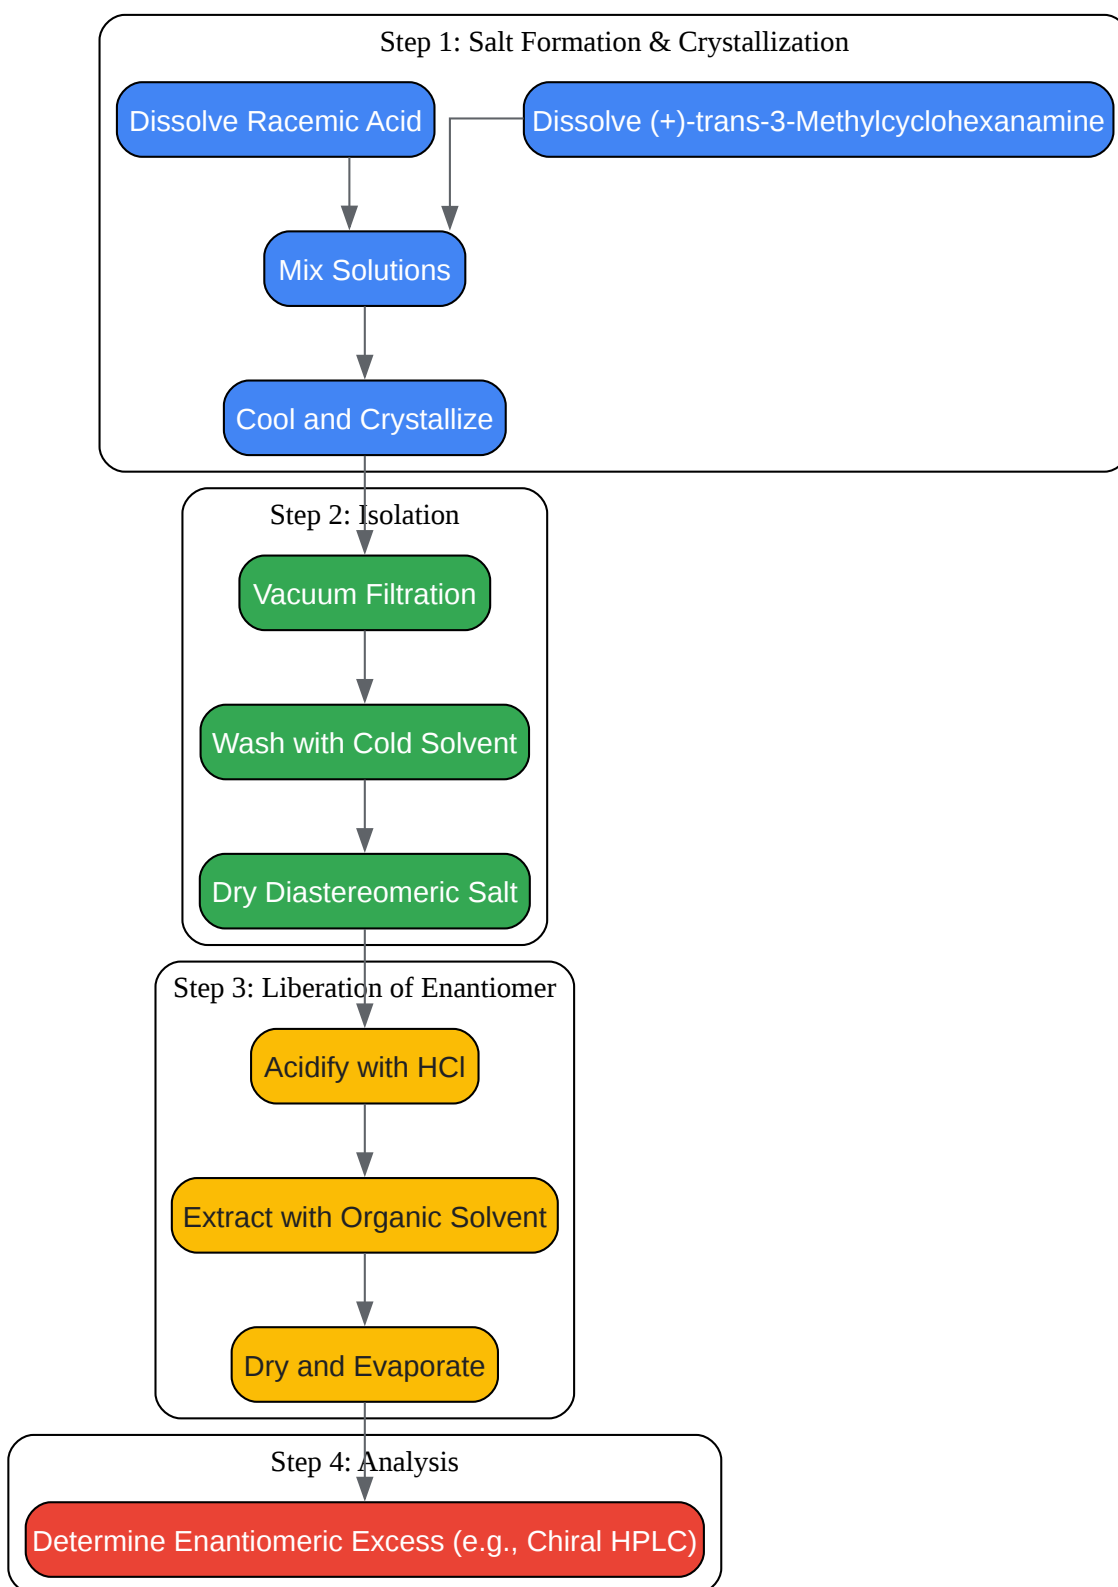 Step 1: Salt Formation & Crystallization
Dissolve Racemic Acid
Dissolve (+)-trans-3-Methylcyclohexanamine
Mix Solutions
Cool and Crystallize
Step 2: Isolation
Vacuum Filtration
Wash with Cold Solvent
Dry Diastereomeric Salt
Step 3: Liberation of Enantiomer
Acidify with HCl
Extract with Organic Solvent
Dry and Evaporate
Step 4: Analysis
Determine Enantiomeric Excess (e.g., Chiral HPLC)